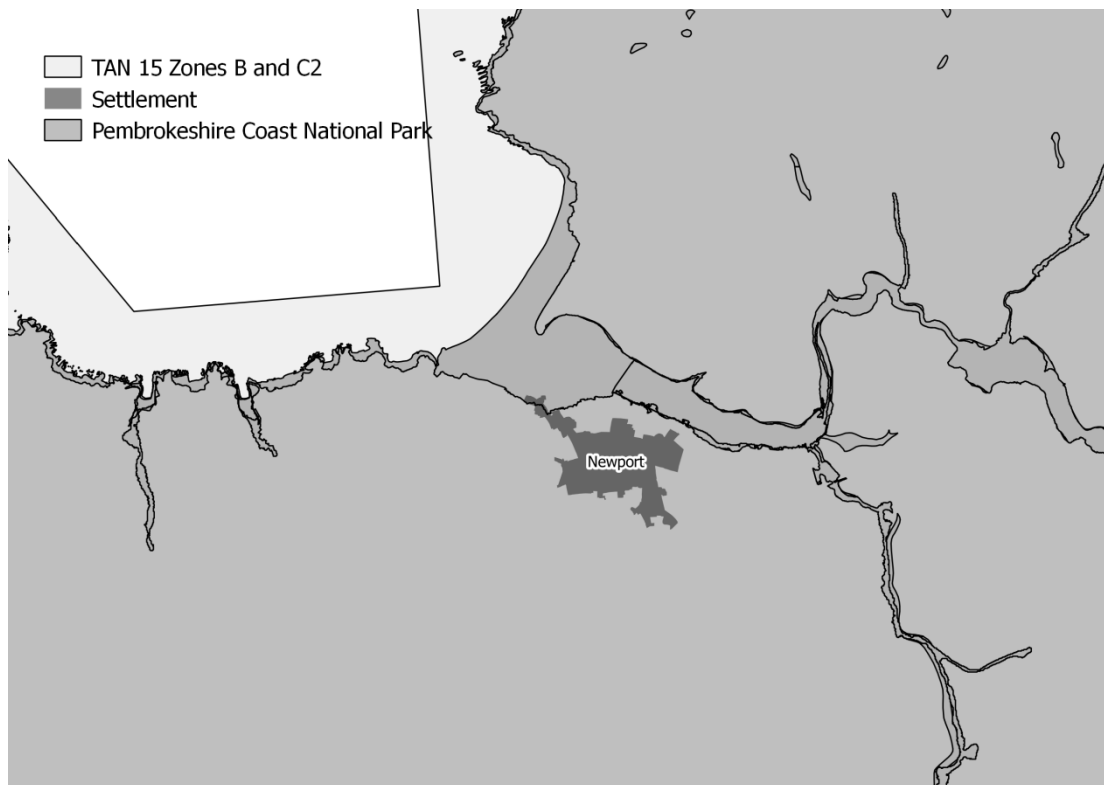 TAN 15 Zones B and C2
Settlement
Pembrokeshire Coast National Park
Newport